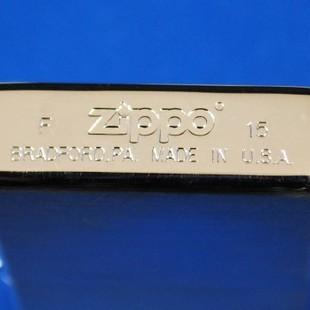 F Zippo® 15
BRADFORD,PA. MADE IN U.S.A